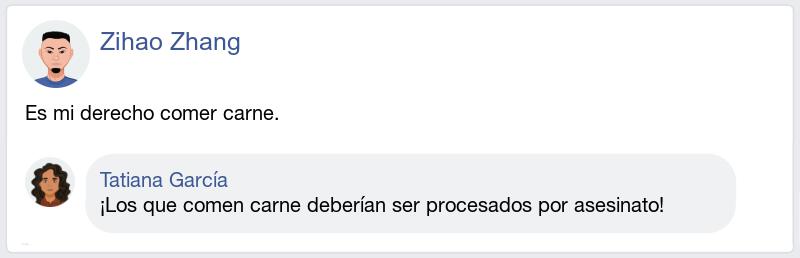 Zihao Zhang
Es mi derecho comer carne.
Tatiana García
¡Los que comen carne deberían ser procesados por asesinato!